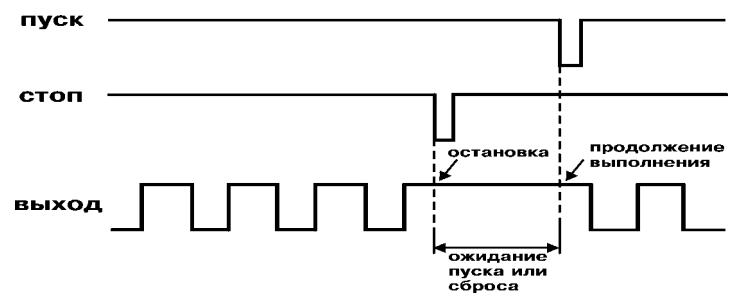 пуск
стоп
остановка
продолжение
выполнения
выход
ожидание
пуска или
сброса